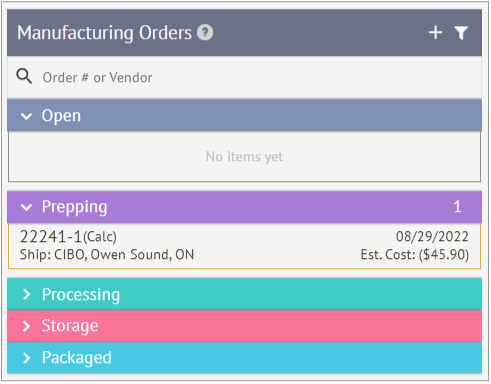 Manufacturing Orders ?
Order # or Vendor
Open
No items yet
Prepping 1
22241-1(Calc) 08/29/2022
Ship: CIBO, Owen Sound, ON Est. Cost: ($45.90)
Processing
Storage
Packaged